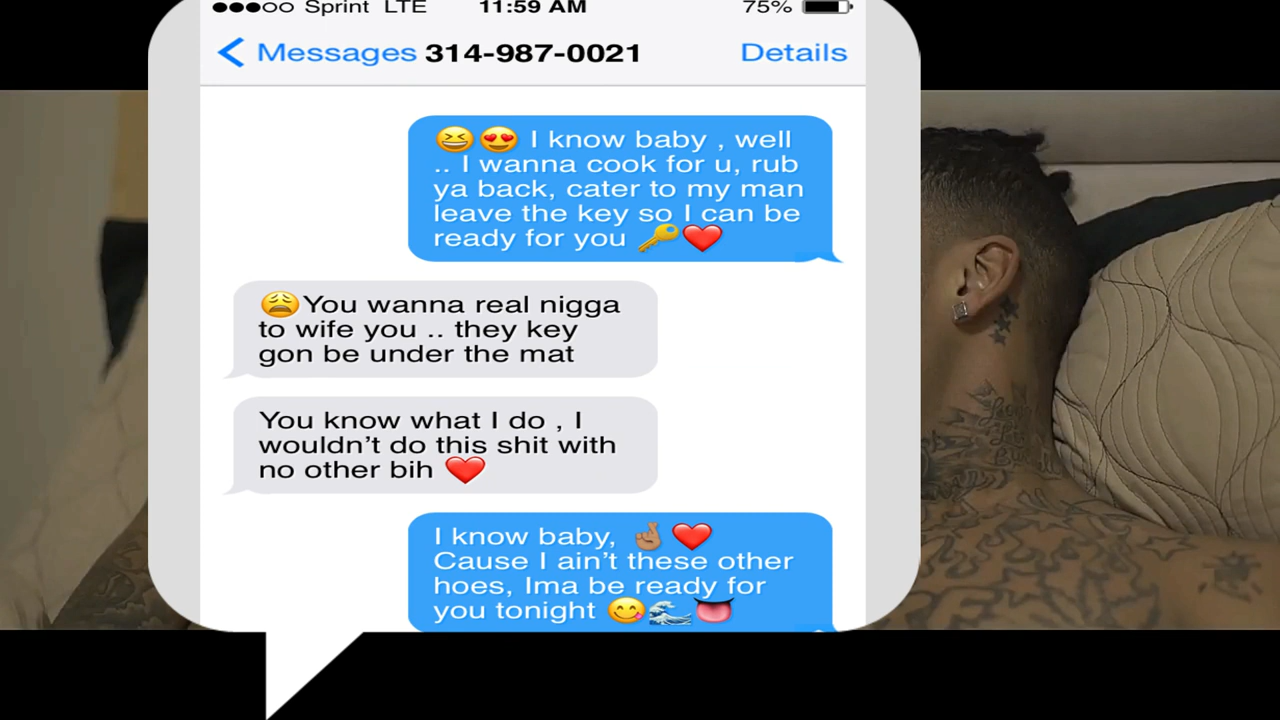 ●●●○○ Sprint LTE 11:59 AM 75%
Messages 314-987-0021 Details
😆😍 I know baby , well
.. I wanna cook for u, rub
ya back, cater to my man
leave the key so I can be
ready for you 🔑❤️
😩You wanna real nigga
to wife you .. they key
gon be under the mat
You know what I do , I
wouldn't do this shit with
no other bih ❤️
I know baby, 🤞🏽❤️
Cause I ain't these other
hoes, Ima be ready for
you tonight 😋🌊👅